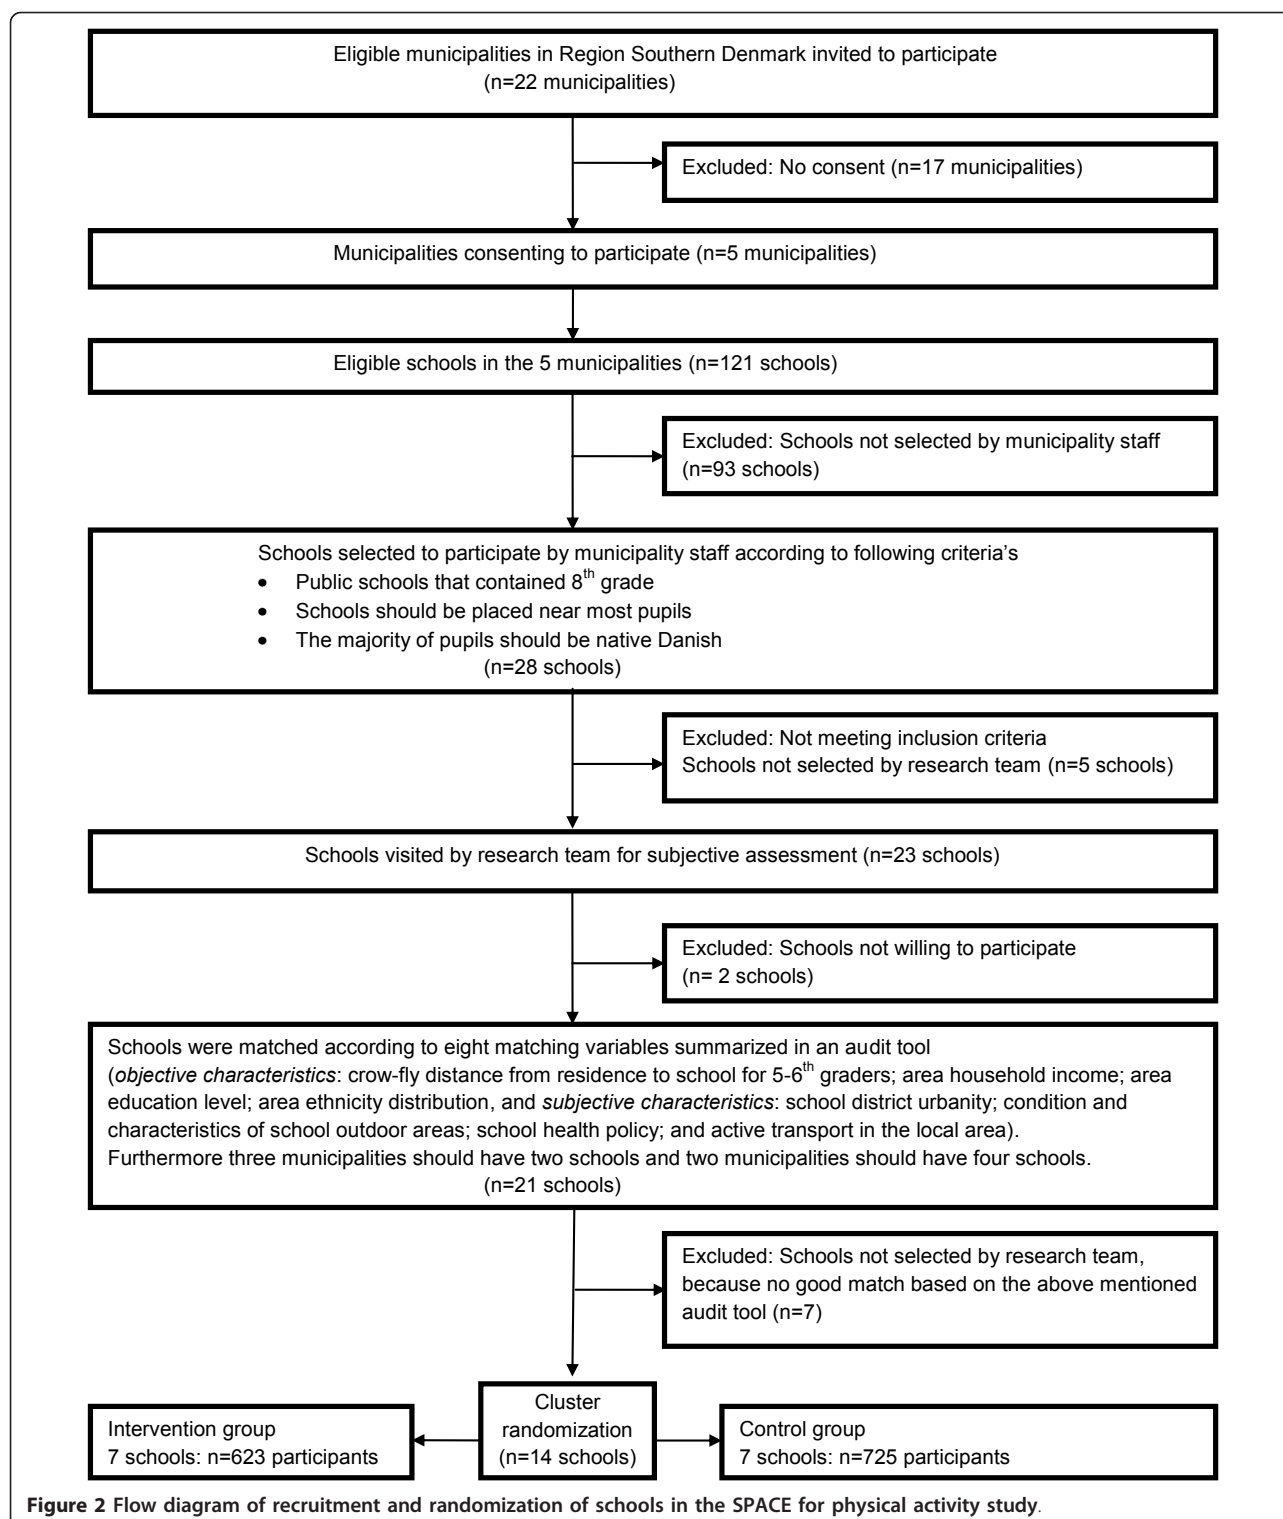 Eligible municipalities in Region Southern Denmark invited to participate
(n=22 municipalities)
Excluded: No consent (n=17 municipalities)
Municipalities consenting to participate (n=5 municipalities)
Eligible schools in the 5 municipalities (n=121 schools)
Excluded: Schools not selected by municipality staff
(n=93 schools)
Schools selected to participate by municipality staff according to following criteria's
• Public schools that contained 8th grade
• Schools should be placed near most pupils
• The majority of pupils should be native Danish
(n=28 schools)
Excluded: Not meeting inclusion criteria
Schools not selected by research team (n=5 schools)
Schools visited by research team for subjective assessment (n=23 schools)
Excluded: Schools not willing to participate
(n= 2 schools)
Schools were matched according to eight matching variables summarized in an audit tool
(objective characteristics: crow-fly distance from residence to school for 5-6th graders; area household income; area
education level; area ethnicity distribution, and subjective characteristics: school district urbanity; condition and
characteristics of school outdoor areas; school health policy; and active transport in the local area).
Furthermore three municipalities should have two schools and two municipalities should have four schools.
(n=21 schools)
Excluded: Schools not selected by research team,
because no good match based on the above mentioned
audit tool (n=7)
Cluster
randomization
(n=14 schools)
Intervention group
7 schools: n=623 participants
Control group
7 schools: n=725 participants
Figure 2 Flow diagram of recruitment and randomization of schools in the SPACE for physical activity study.